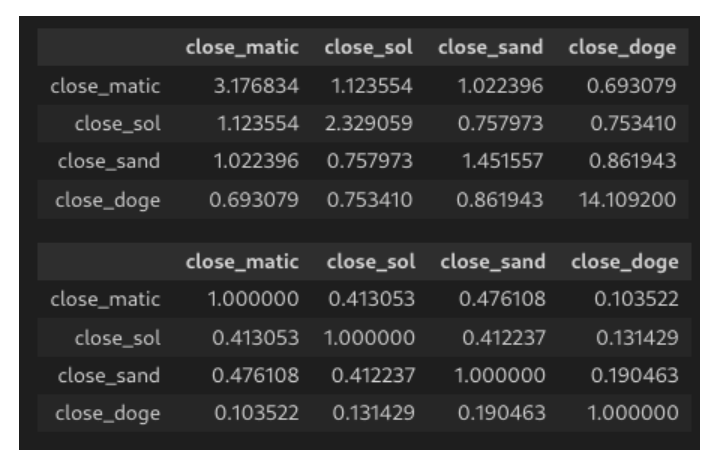 close_matic close_sol close_sand close_doge
close_matic 3.176834 1.123554 1.022396 0.693079
close_sol 1.123554 2.329059 0.757973 0.753410
close_sand 1.022396 0.757973 1.451557 0.861943
close_doge 0.693079 0.753410 0.861943 14.109200
close_matic close_sol close_sand close_doge
close_matic 1.000000 0.413053 0.476108 0.103522
close_sol 0.413053 1.000000 0.412237 0.131429
close_sand 0.476108 0.412237 1.000000 0.190463
close_doge 0.103522 0.131429 0.190463 1.000000